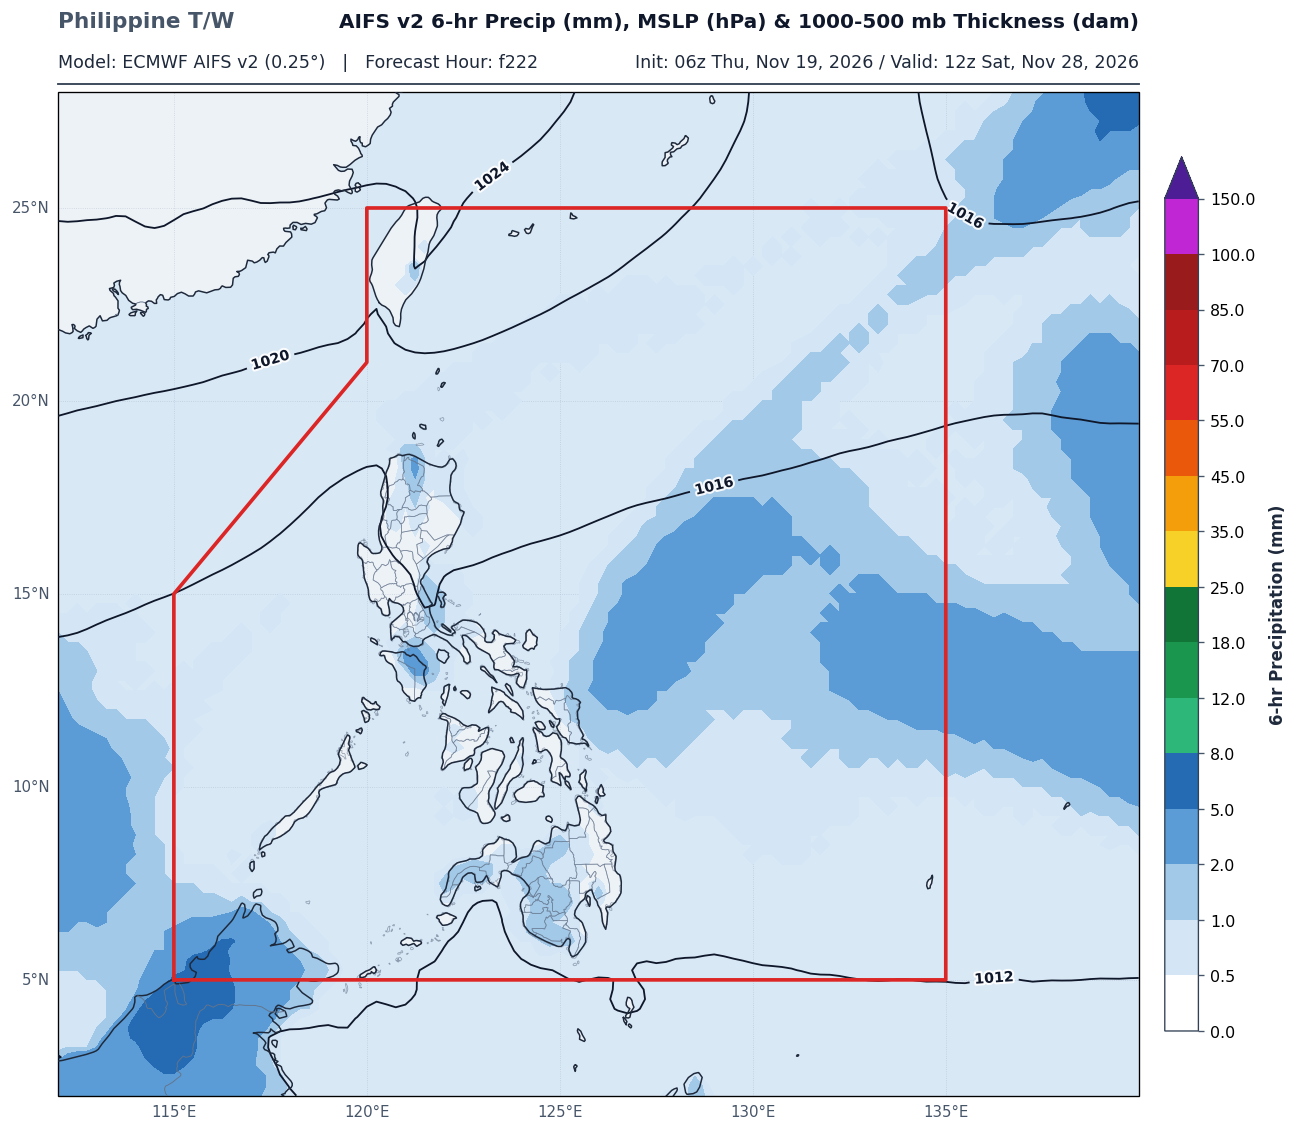 Philippine T/W
AIFS v2 6-hr Precip (mm), MSLP (hPa) & 1000-500 mb Thickness (dam)
Model: ECMWF AIFS v2 (0.25°) | Forecast Hour: f222
Init: 06z Thu, Nov 19, 2026 / Valid: 12z Sat, Nov 28, 2026
1024
1016
1020
1016
1012
25°N
20°N
15°N
10°N
5°N
115°E
120°E
125°E
130°E
135°E
150.0
100.0
85.0
70.0
55.0
45.0
35.0
25.0
18.0
12.0
8.0
5.0
2.0
1.0
0.5
0.0
6-hr Precipitation (mm)